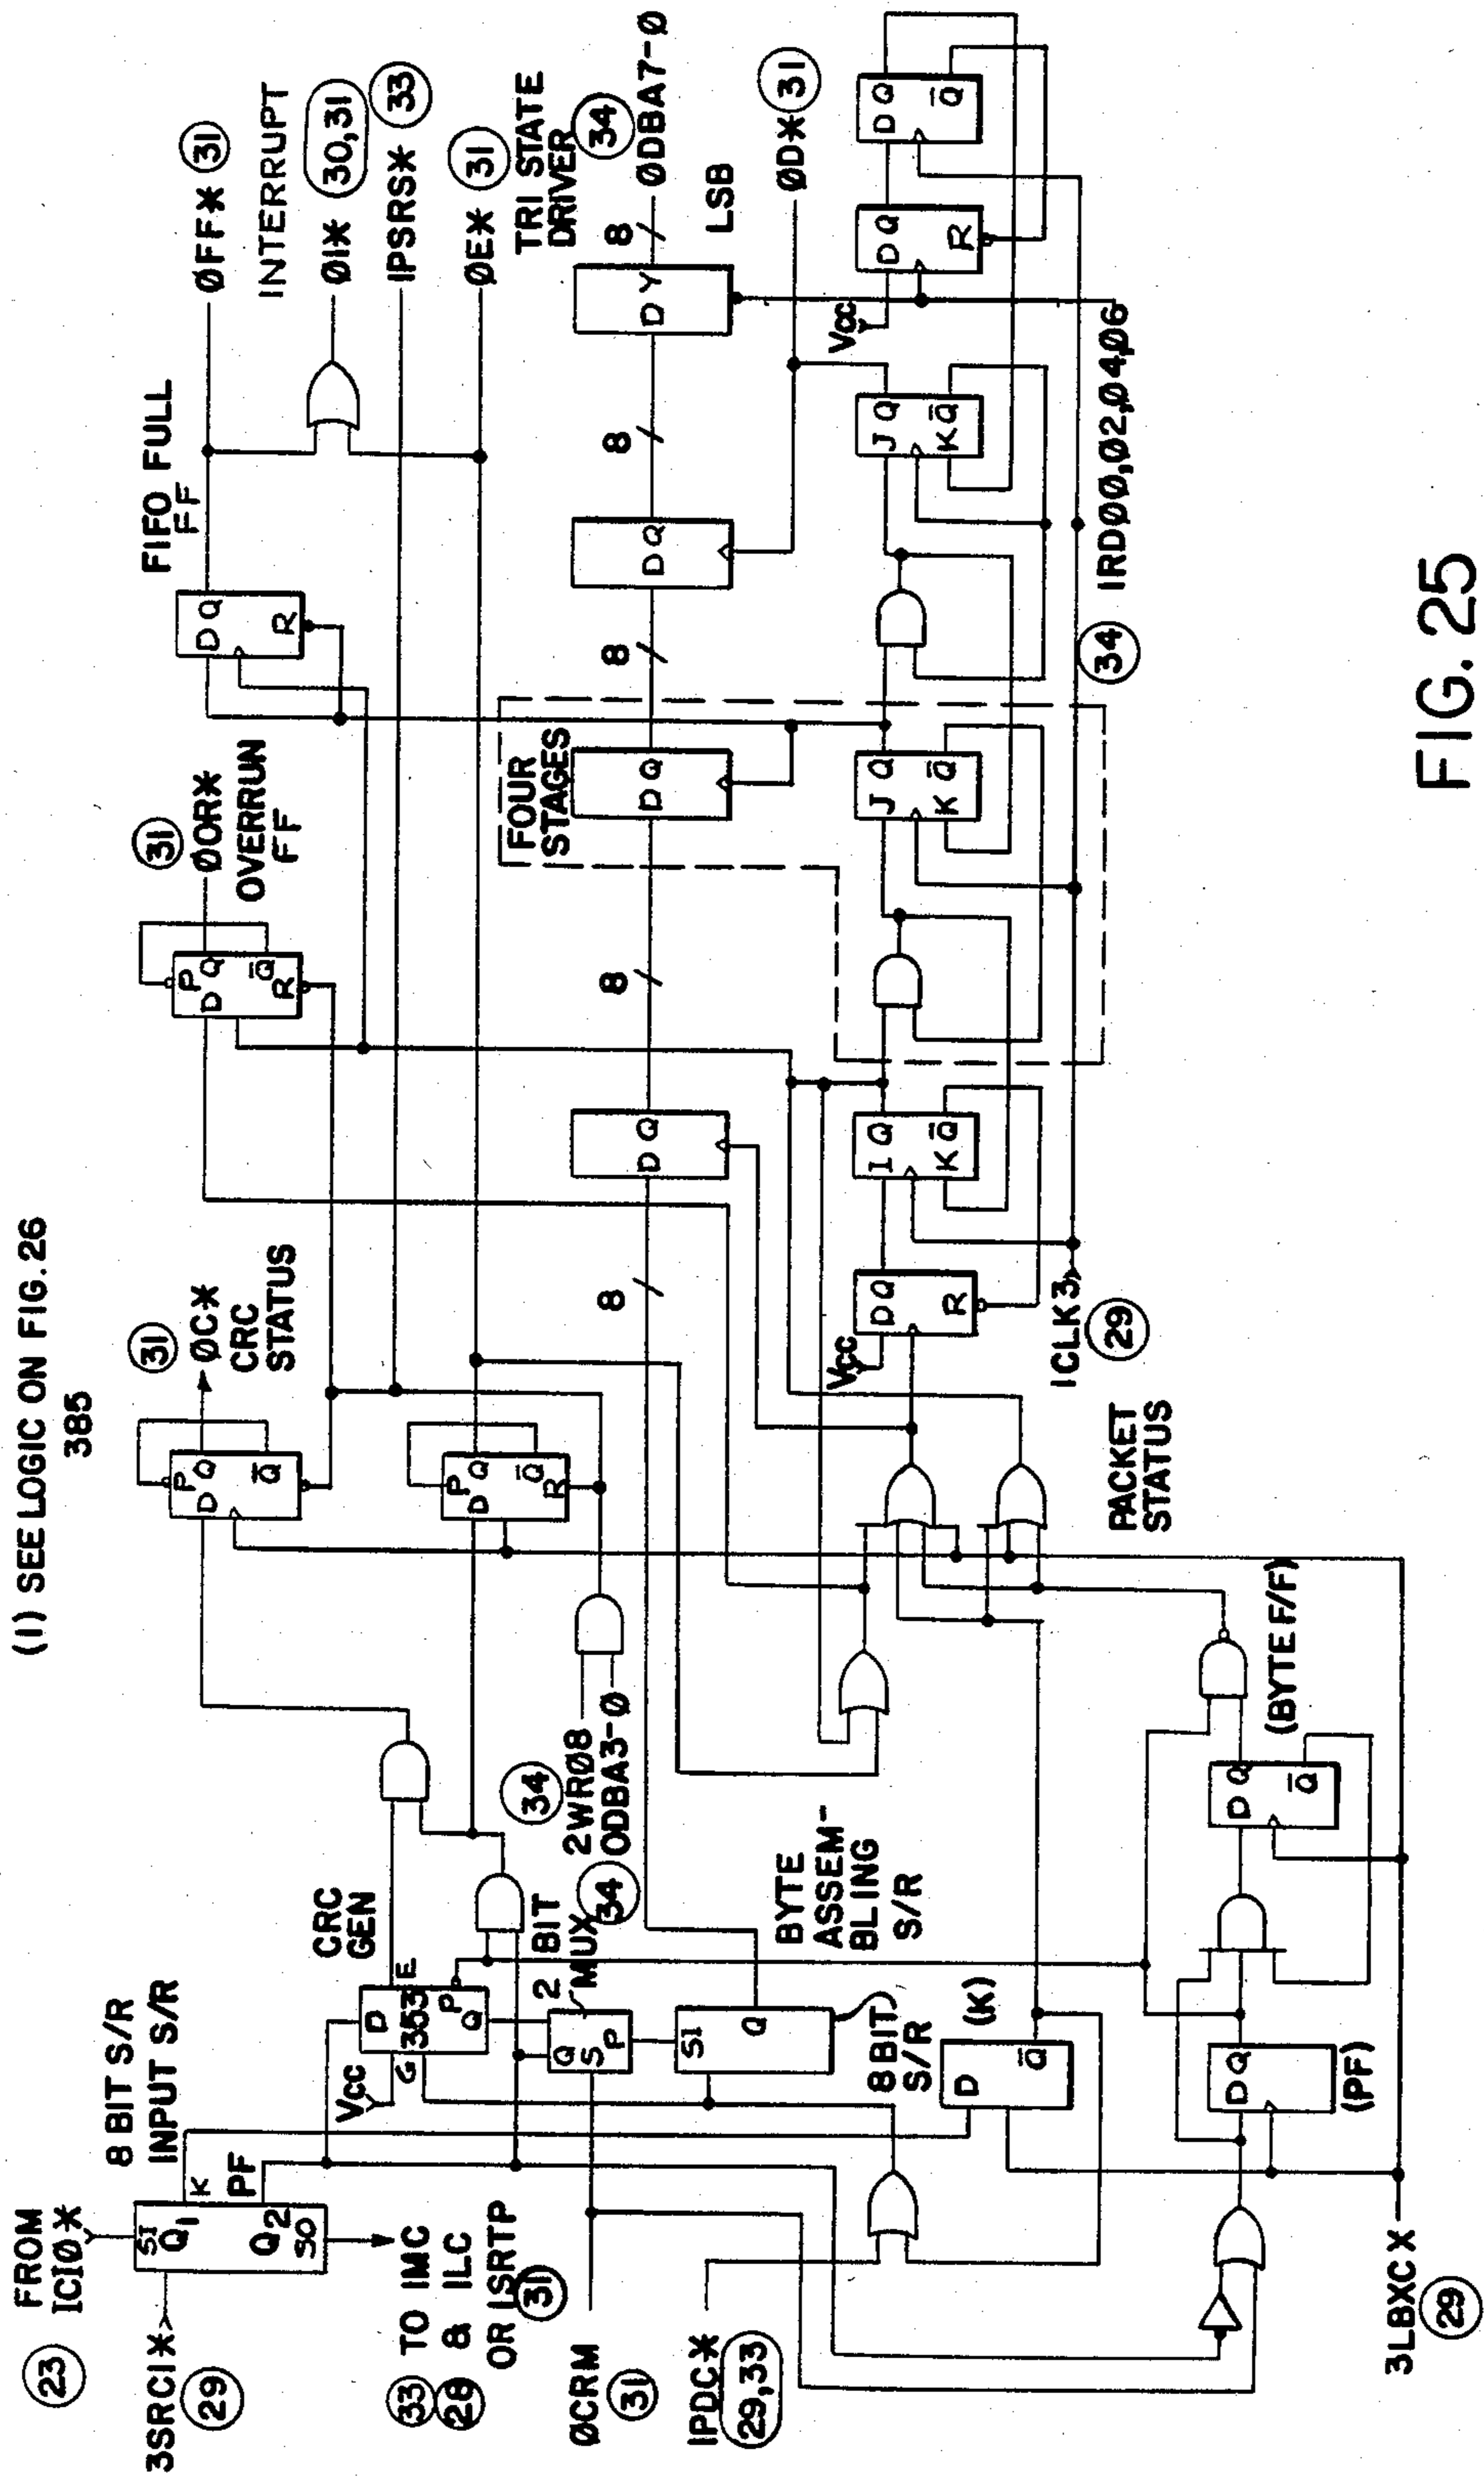 (1) SEE LOGIC ON FIG. 26
385
23
FROM
ICIØ*
3SRCI*
29
SI
Q1
Q2
SO
K
PF
8 BIT S/R
INPUT S/R
33
28
TO IMC
& ILC
OR LSRTP
31
ØCRM
31
IPDC*
29,33
3LBXCX
29
Vcc
D
G 353 E
P
Q
CRC
GEN
2 BIT
MUX
Q
S
P
SI
Q
8 BIT
S/R
BYTE
ASSEM-
BLING
S/R
(K)
D
Q
D Q
(PF)
D Q
Q
(BYTE F/F)
34
2WRØ8
34
ODBA3-Ø
P
D Q
Q
31
ØC*
CRC
STATUS
P
D Q
Q
R
P
D Q
Q
R
31
ØOR*
OVERRUN
FF
FIFO FULL
FF
D Q
R
ØFF*
31
INTERRUPT
ØI*
30,31
IPSRS*
33
ØE*
31
TRI STATE
DRIVER
34
8
D Q
8
FOUR
STAGES
D Q
8
D Q
8
D Y
8
ØDBA7-Ø
LSB
ØD*
31
PACKET
STATUS
Vcc
D Q
R
ICLK3
29
I Q
K Q
J Q
K Q
J Q
K Q
Vcc
D Q
R
D Q
Q
34
IRDØØ,Ø2,Ø4,Ø6
FIG. 25